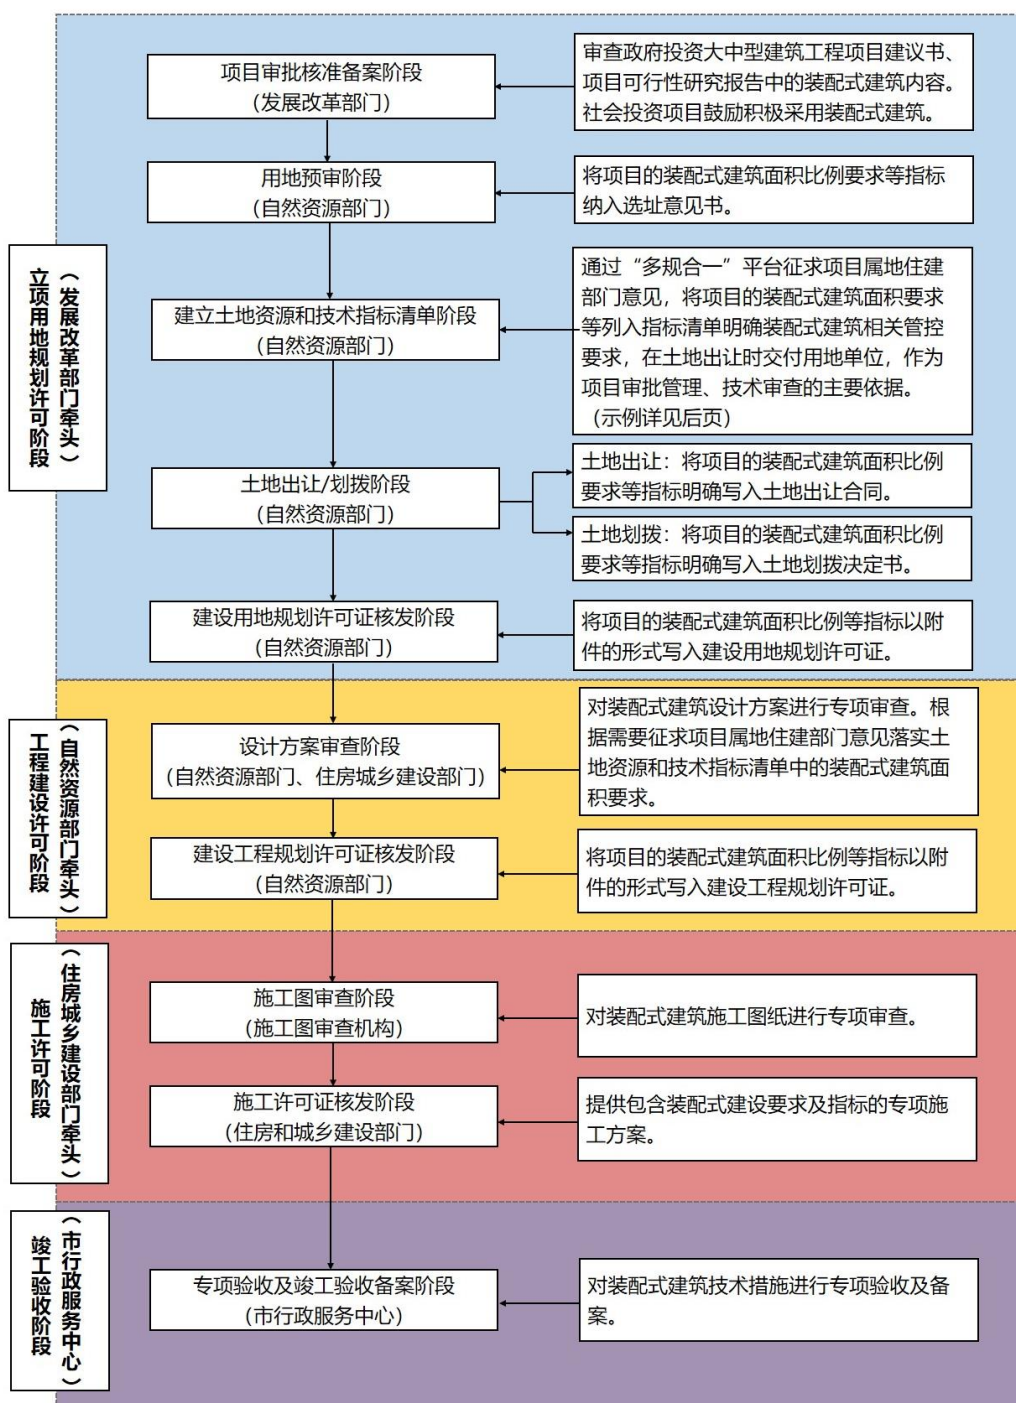 立项用地规划许可阶段
（发展改革部门牵头）
项目审批核准备案阶段
（发展改革部门）
审查政府投资大中型建筑工程项目建议书、
项目可行性研究报告中的装配式建筑内容。
社会投资项目鼓励积极采用装配式建筑。
用地预审阶段
（自然资源部门）
将项目的装配式建筑面积比例要求等指标
纳入选址意见书。
建立土地资源和技术指标清单阶段
（自然资源部门）
通过“多规合一”平台征求项目属地住建
部门意见，将项目的装配式建筑面积要求
等列入指标清单明确装配式建筑相关管控
要求，在土地出让时交付用地单位，作为
项目审批管理、技术审查的主要依据。
（示例详见后页）
土地出让/划拨阶段
（自然资源部门）
土地出让：将项目的装配式建筑面积比例
要求等指标明确写入土地出让合同。
土地划拨：将项目的装配式建筑面积比例
要求等指标明确写入土地划拨决定书。
建设用地规划许可证核发阶段
（自然资源部门）
将项目的装配式建筑面积比例等指标以附
件的形式写入建设用地规划许可证。
工程建设许可阶段
（自然资源部门牵头）
设计方案审查阶段
（自然资源部门、住房城乡建设部门）
对装配式建筑设计方案进行专项审查。根
据需要征求项目属地住建部门意见落实土
地资源和技术指标清单中的装配式建筑面
积要求。
建设工程规划许可证核发阶段
（自然资源部门）
将项目的装配式建筑面积比例等指标以附
件的形式写入建设工程规划许可证。
施工许可阶段
（住房城乡建设部门牵头）
施工图审查阶段
（施工图审查机构）
对装配式建筑施工图纸进行专项审查。
施工许可证核发阶段
（住房和城乡建设部门）
提供包含装配式建设要求及指标的专项施
工方案。
竣工验收阶段
（市行政服务中心）
专项验收及竣工验收备案阶段
（市行政服务中心）
对装配式建筑技术措施进行专项验收及备
案。